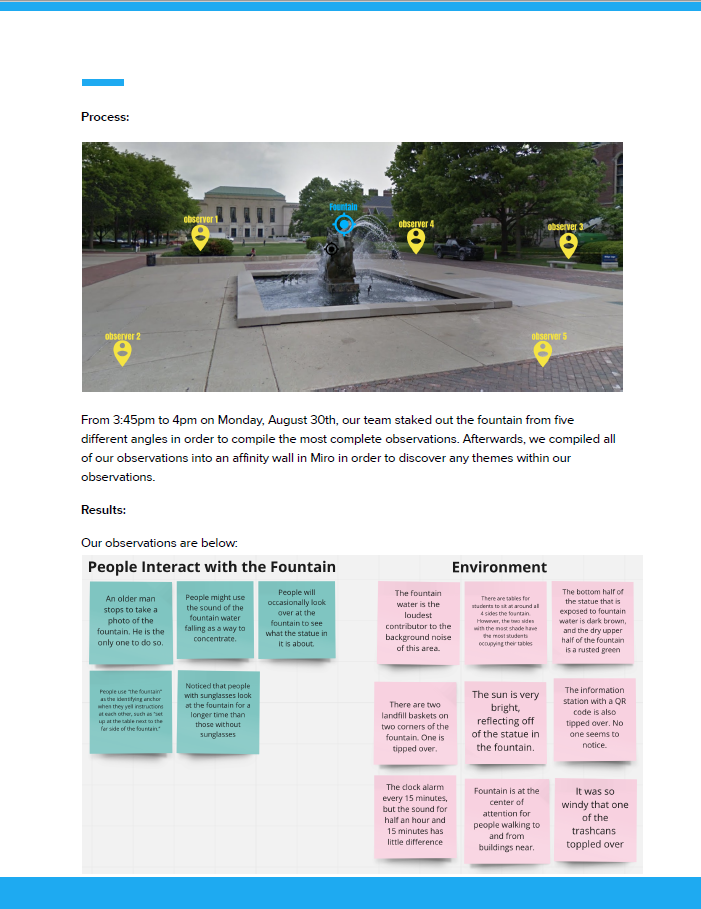 Process:
Fountain
observer 1
observer 4
observer 3
observer 2
observer 5
From 3:45pm to 4pm on Monday, August 30th, our team staked out the fountain from five
different angles in order to compile the most complete observations. Afterwards, we compiled all
of our observations into an affinity wall in Miro in order to discover any themes within our
observations.
Results:
Our observations are below:
People Interact with the Fountain
An older man
stops to take a
photo of the
fountain. He is the
only one to do so.
People might use
the sound of the
fountain water
falling as a way to
concentrate.
People will
occasionally look
over at the
fountain to see
what the statue in
it is about.
People use "the fountain"
as the identifying anchor
when they yell instructions
at each other, such as "set
up at the table next to the
far side of the fountain."
Noticed that people
with sunglasses look
at the fountain for a
longer time than
those without
sunglasses
Environment
The fountain
water is the
loudest
contributor to the
background noise
of this area.
There are tables for
students to sit at around all
4 sides the fountain.
However, the two sides
with the most shade have
the most students
occupying their tables
The bottom half of
the statue that is
exposed to fountain
water is dark brown,
and the dry upper
half of the fountain
is a rusted green
There are two
landfill baskets on
two corners of the
fountain. One is
tipped over.
The sun is very
bright,
reflecting off
of the statue in
the fountain.
The information
station with a QR
code is also
tipped over. No
one seems to
notice.
The clock alarm
every 15 minutes,
but the sound for
half an hour and
15 minutes has
little difference
Fountain is at the
center of
attention for
people walking to
and from
buildings near.
It was so
windy that one
of the
trashcans
toppled over